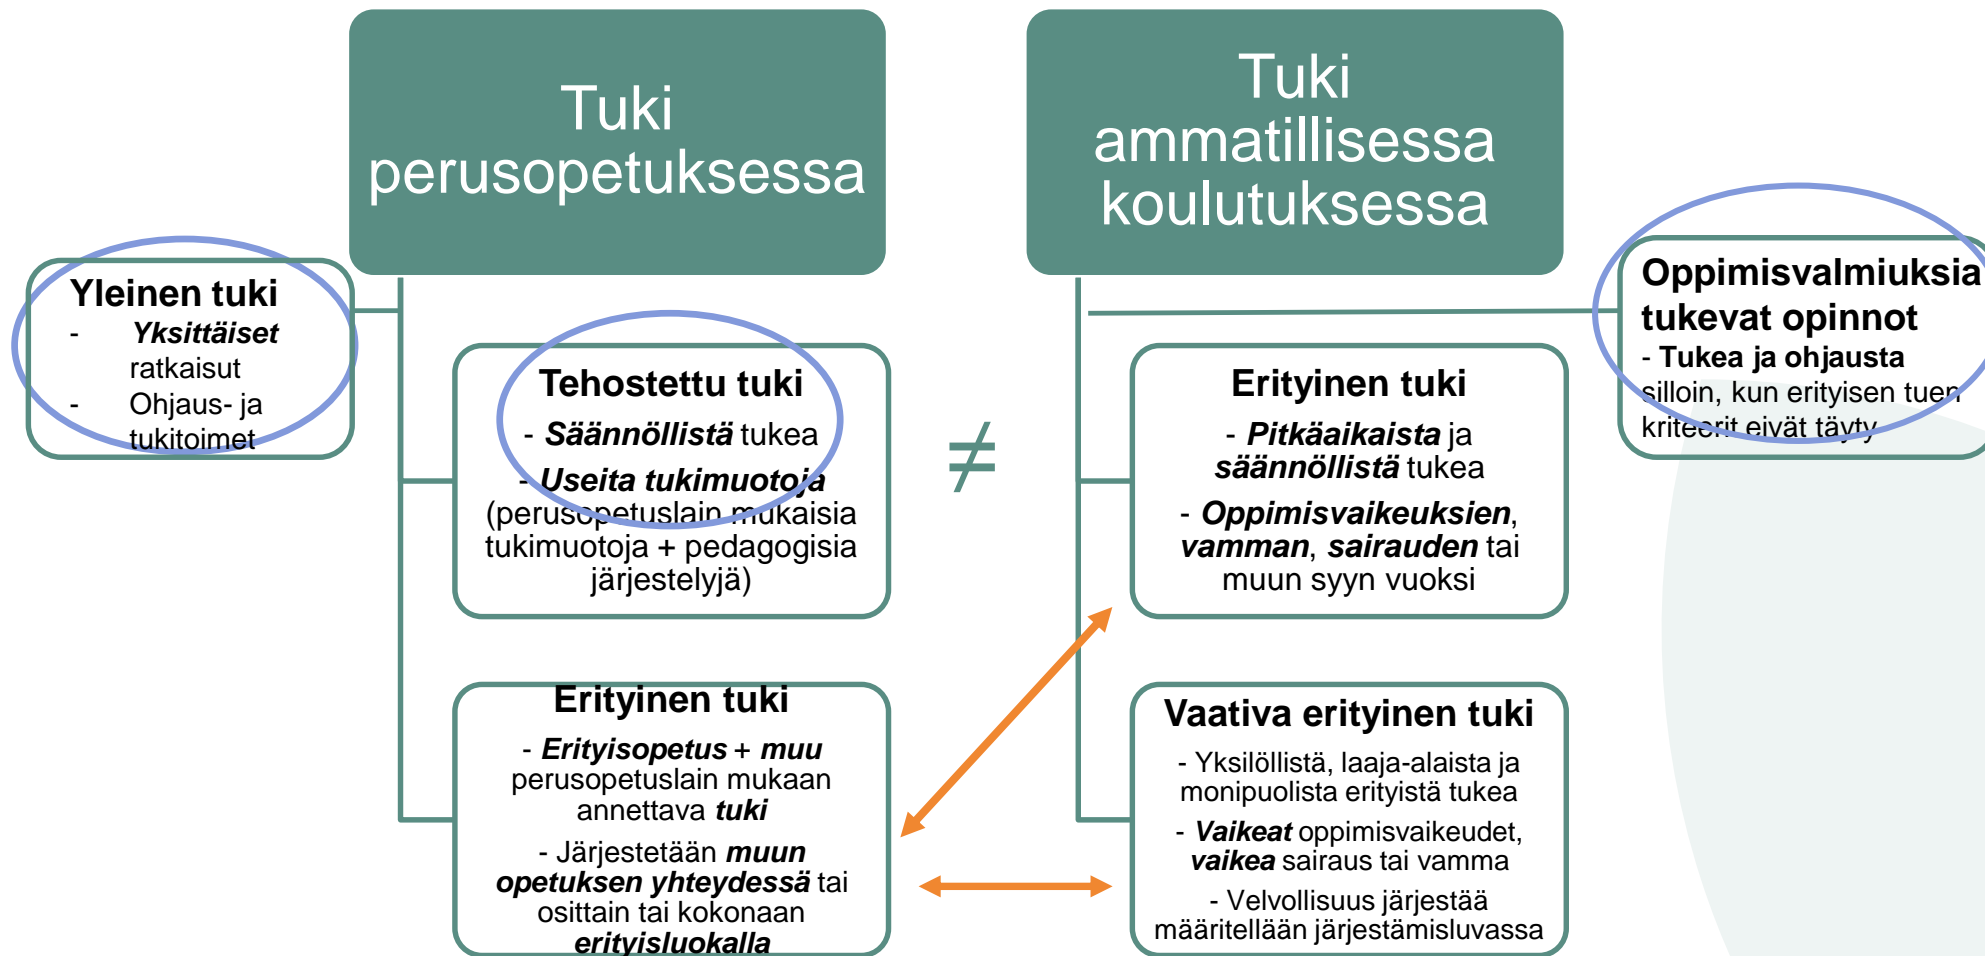 Tuki
perusopetuksessa
Yleinen tuki
- Yksittäiset
ratkaisut
- Ohjaus- ja
tukitoimet
Tehostettu tuki
- Säännöllistä tukea
- Useita tukimuotoja
(perusopetuslain mukaisia
tukimuotoja + pedagogisia
järjestelyjä)
Erityinen tuki
- Erityisopetus + muu
perusopetuslain mukaan
annettava tuki
- Järjestetään muun
opetuksen yhteydessä tai
osittain tai kokonaan
erityisluokalla
≠
Tuki
ammatillisessa
koulutuksessa
Oppimisvalmiuksia
tukevat opinnot
- Tukea ja ohjausta
silloin, kun erityisen tuen
kriteerit eivät täyty
Erityinen tuki
- Pitkäaikaista ja
säännöllistä tukea
- Oppimisvaikeuksien,
vamman, sairauden tai
muun syyn vuoksi
Vaativa erityinen tuki
- Yksilöllistä, laaja-alaista ja
monipuolista erityistä tukea
- Vaikeat oppimisvaikeudet,
vaikea sairaus tai vamma
- Velvollisuus järjestää
määritellään järjestämisluvassa